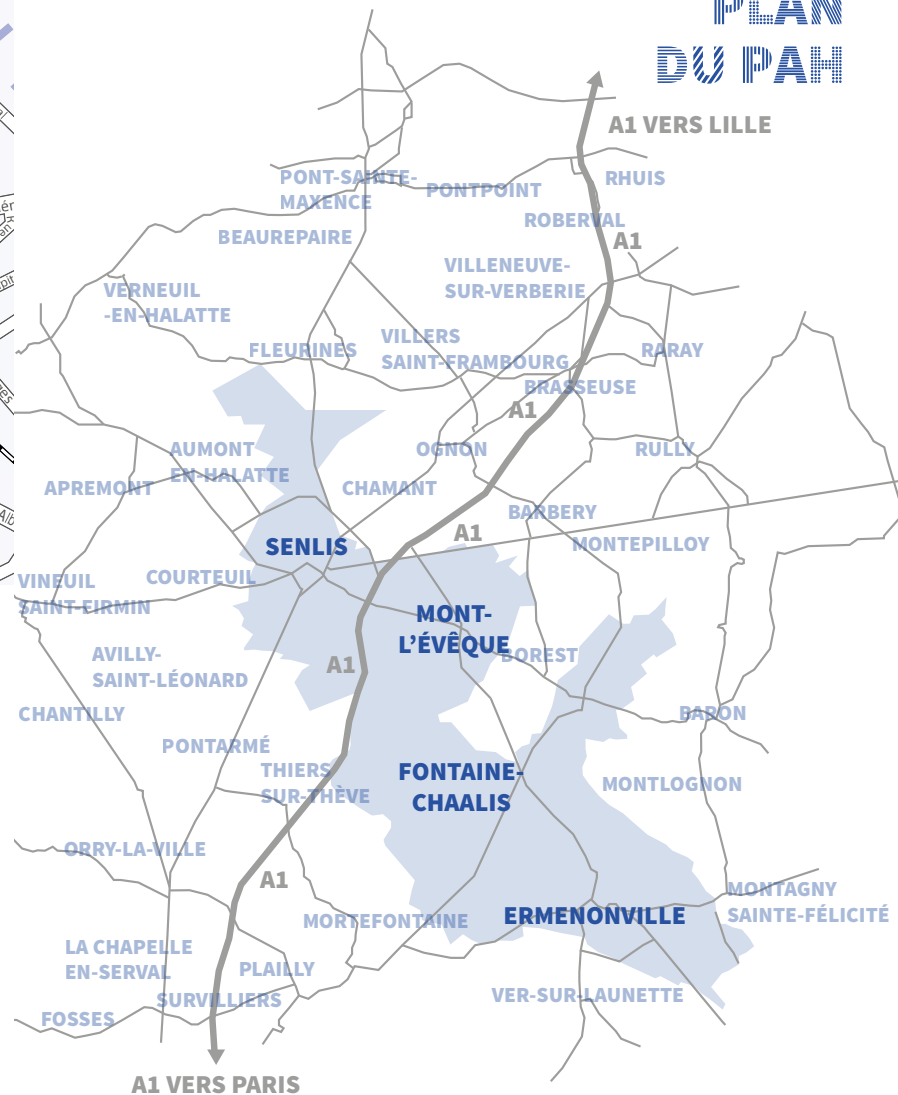 PLAN
DU PAH
A1 VERS LILLE
PONT-SAINTE-
MAXENCE
PONTPOINT
RHUIS
ROBERVAL
BEAUREPAIRE
A1
VILLENEUVE-
SUR-VERBERIE
VERNEUIL
-EN-HALATTE
VILLERS
SAINT-FRAMBOURG
FLEURINES
RARAY
BRASSEUSE
A1
AUMONT
EN-HALATTE
OGNON
RULLY
APREMONT
CHAMANT
BARBERY
A1
SENLIS
MONTEPILLOY
VINEUIL
SAINT-FIRMIN
COURTEUIL
MONT-
L’ÉVÊQUE
BOREST
AVILLY-
SAINT-LÉONARD
A1
CHANTILLY
BARON
PONTARMÉ
THIERS
SUR-THÈVE
FONTAINE-
CHAALIS
MONTLOGNON
ORRY-LA-VILLE
A1
MONTAGNY
SAINTE-FÉLICITÉ
MORTEFONTAINE
ERMENONVILLE
LA CHAPELLE
EN-SERVAL
PLAILLY
SURVILLIERS
VER-SUR-LAUNETTE
FOSSES
A1 VERS PARIS